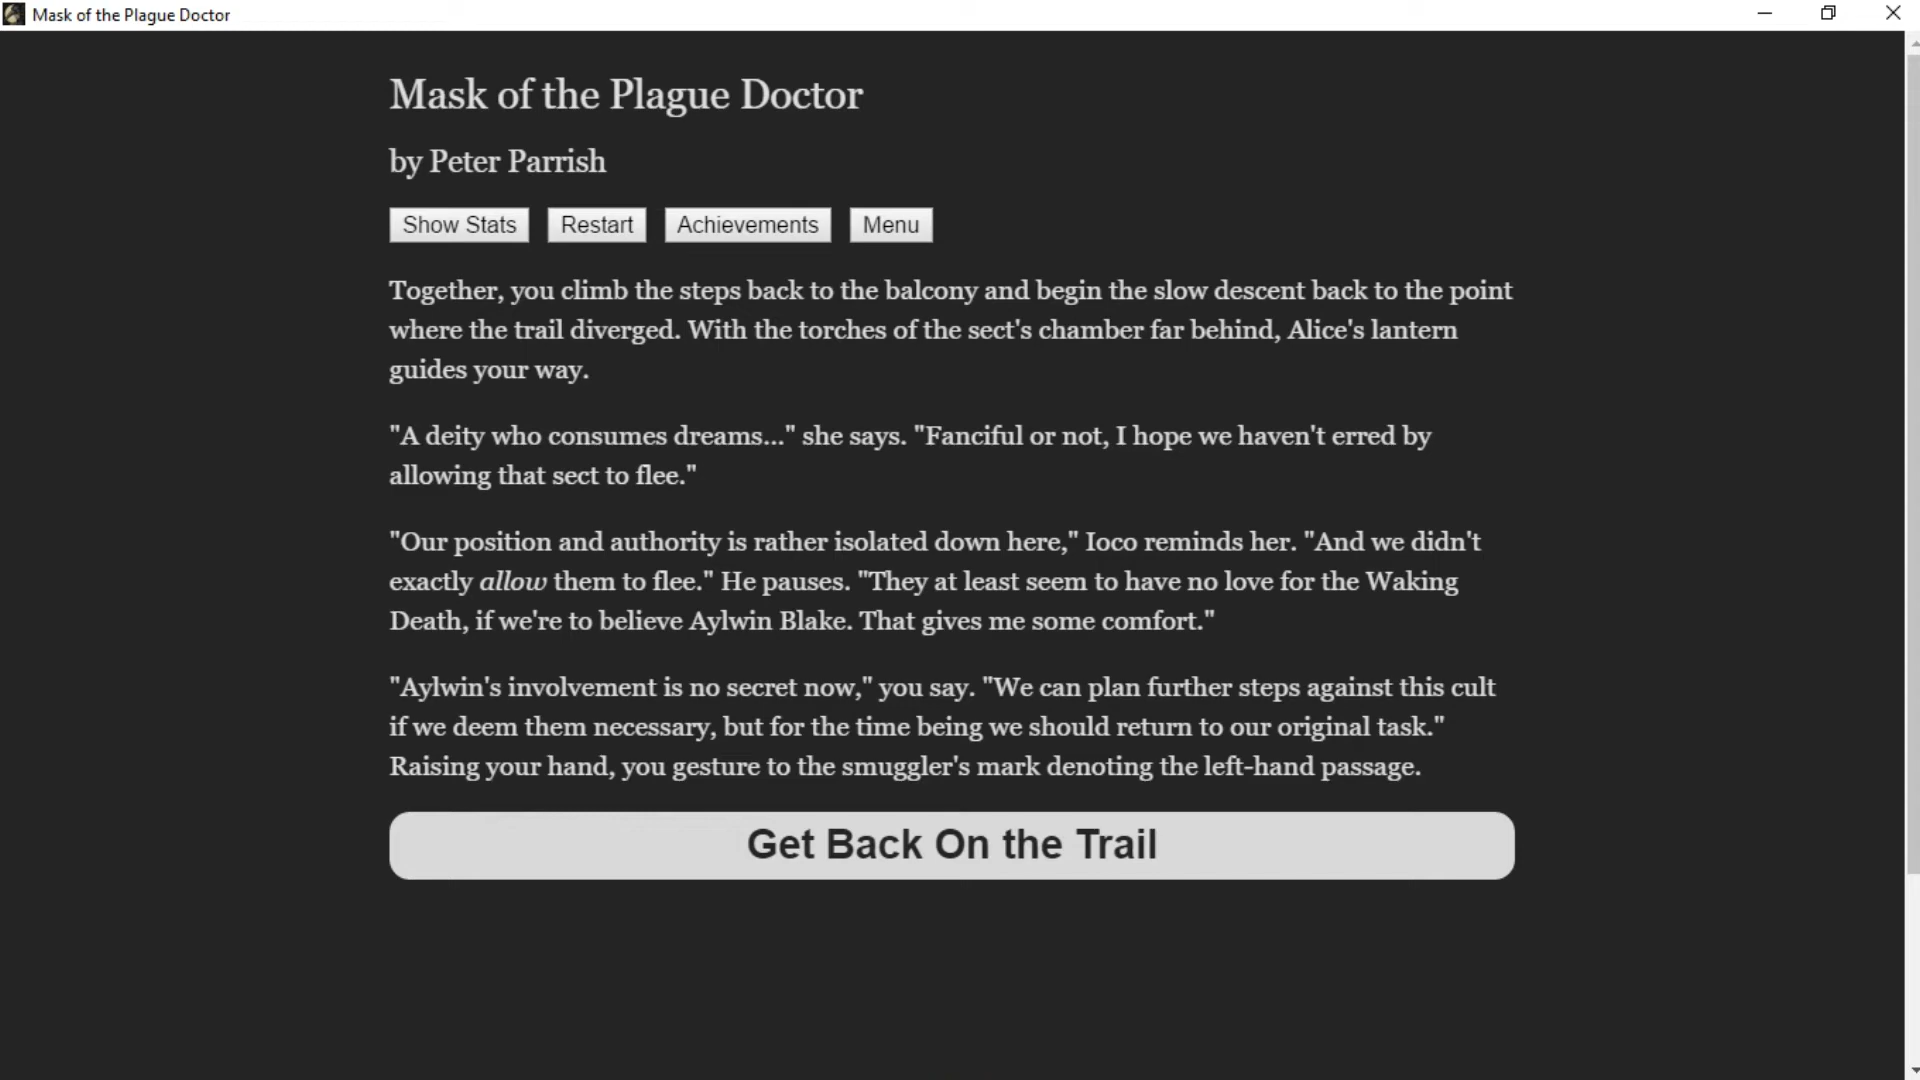 Mask of the Plague Doctor
Mask of the Plague Doctor
by Peter Parrish
Show Stats
Restart
Achievements
Menu
Together, you climb the steps back to the balcony and begin the slow descent back to the point
where the trail diverged. With the torches of the sect's chamber far behind, Alice's lantern
guides your way.
"A deity who consumes dreams..." she says. "Fanciful or not, I hope we haven't erred by
allowing that sect to flee."
"Our position and authority is rather isolated down here," Ioco reminds her. "And we didn't
exactly allow them to flee." He pauses. "They at least seem to have no love for the Waking
Death, if we're to believe Aylwin Blake. That gives me some comfort."
"Aylwin's involvement is no secret now," you say. "We can plan further steps against this cult
if we deem them necessary, but for the time being we should return to our original task."
Raising your hand, you gesture to the smuggler's mark denoting the left-hand passage.
Get Back On the Trail